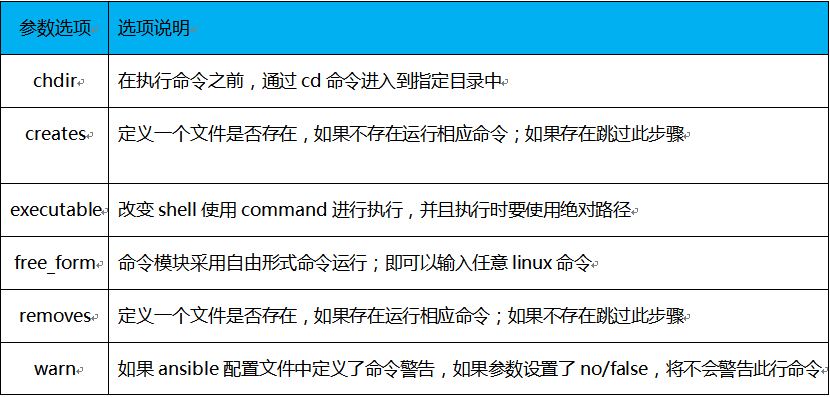 参数选项 选项说明
chdir 在执行命令之前，通过 cd 命令进入到指定目录中
creates 定义一个文件是否存在，如果不存在运行相应命令；如果存在跳过此步骤
executable 改变 shell 使用 command 进行执行，并且执行时要使用绝对路径
free_form 命令模块采用自由形式命令运行；即可以输入任意 linux 命令
removes 定义一个文件是否存在，如果存在运行相应命令；如果不存在跳过此步骤
warn 如果 ansible 配置文件中定义了命令警告，如果参数设置了 no/false，将不会警告此行命令